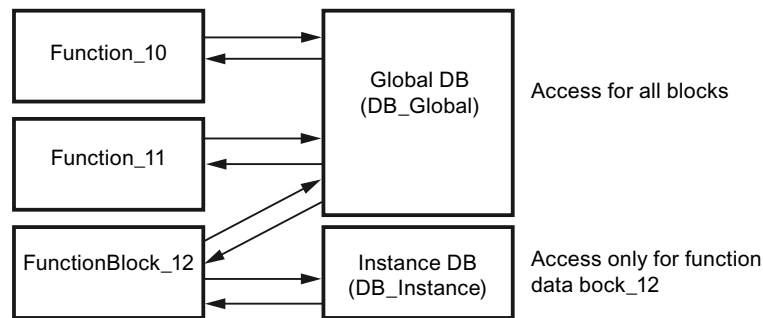 Function_10
Global DB
(DB_Global)
Access for all blocks
Function_11
FunctionBlock_12
Instance DB
(DB_Instance)
Access only for function
data bock_12